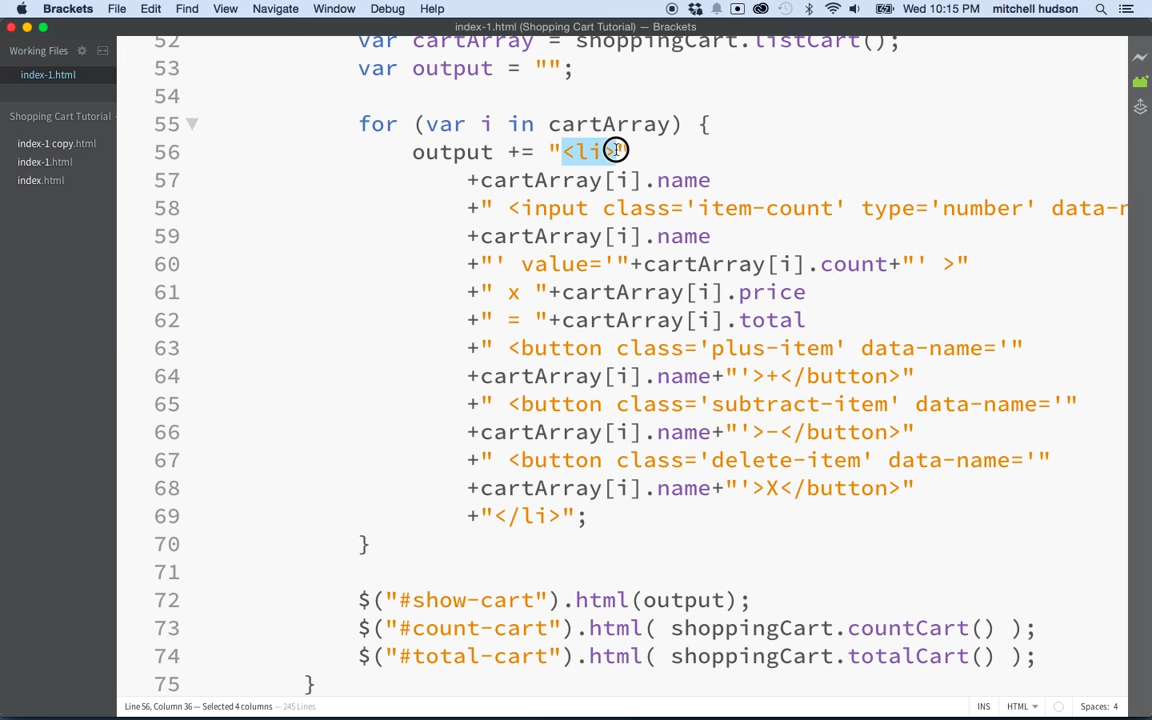 Brackets File Edit Find View Navigate Window Debug Help Wed 10:15 PM mitchell hudson
index-1.html (Shopping Cart Tutorial) — Brackets
Working Files
index-1.html
Shopping Cart Tutorial
index-1 copy.html
index-1.html
index.html
52 var cartArray = shoppingCart.listCart();
53 var output = "";
54
55 for (var i in cartArray) {
56 output += "<li>"
57 +cartArray[i].name
58 +" <input class='item-count' type='number' data-n
59 +cartArray[i].name
60 +"' value='"+cartArray[i].count+"' >"
61 +" x "+cartArray[i].price
62 +" = "+cartArray[i].total
63 +" <button class='plus-item' data-name='"
64 +cartArray[i].name+"'>+</button>"
65 +" <button class='subtract-item' data-name='"
66 +cartArray[i].name+"'>-</button>"
67 +" <button class='delete-item' data-name='"
68 +cartArray[i].name+"'>X</button>"
69 +"</li>";
70 }
71
72 $("#show-cart").html(output);
73 $("#count-cart").html( shoppingCart.countCart() );
74 $("#total-cart").html( shoppingCart.totalCart() );
75 }
Line 56, Column 36 — Selected 4 columns — 245 Lines INS HTML Spaces: 4